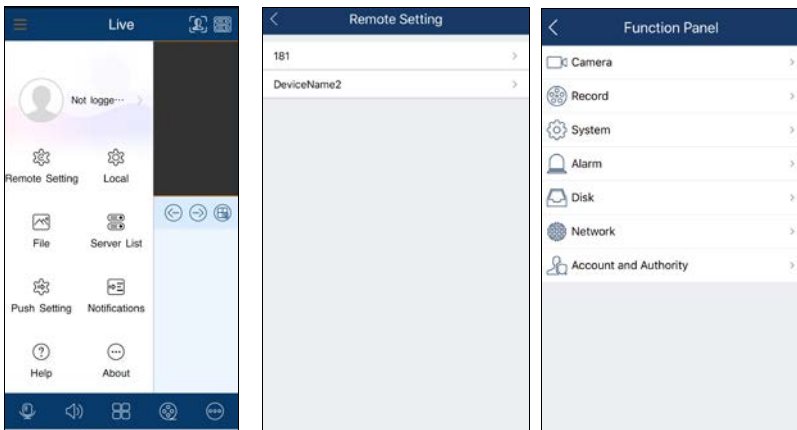 Live
Not logge...
Remote Setting
Local
File
Server List
Push Setting
Notifications
Help
About
Remote Setting
181
DeviceName2
Function Panel
Camera
Record
System
Alarm
Disk
Network
Account and Authority